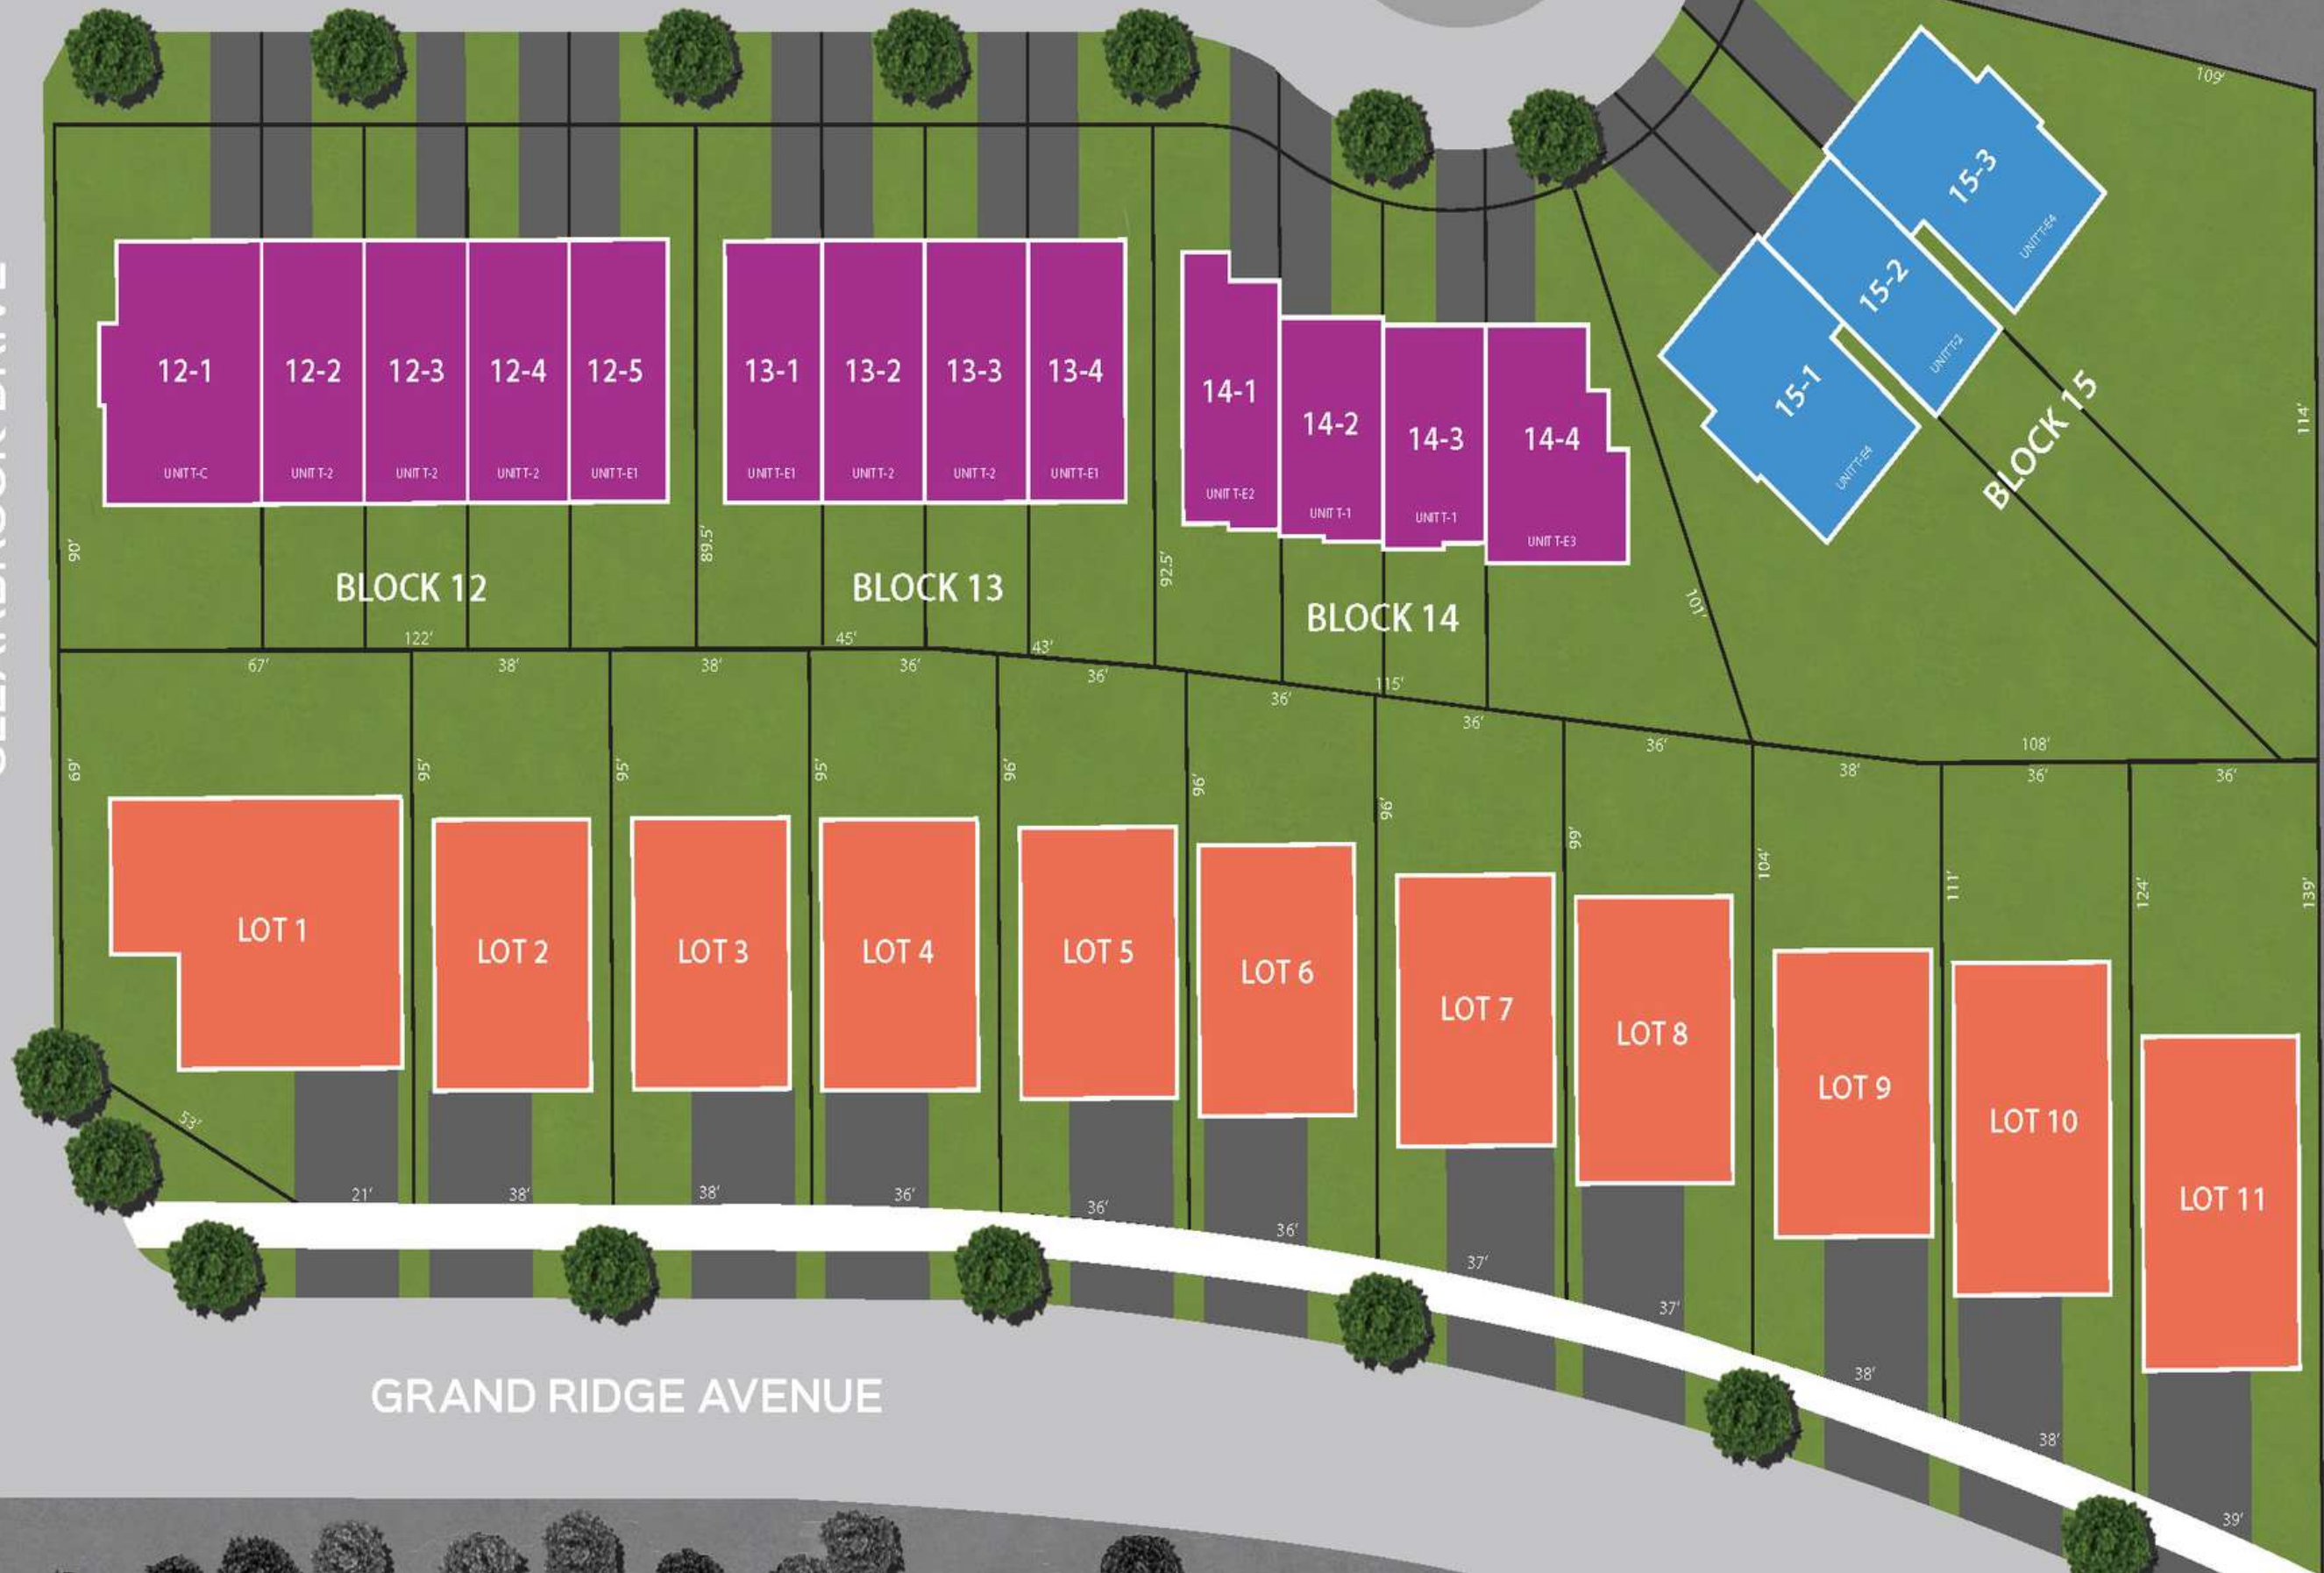 109'
15-3
UNIT T-E4
15-2
UNIT T-2
15-1
UNIT T-E4
BLOCK 15
114'
12-1
UNIT T-C
12-2
UNIT T-2
12-3
UNIT T-2
12-4
UNIT T-2
12-5
UNIT T-E1
13-1
UNIT T-E1
13-2
UNIT T-2
13-3
UNIT T-2
13-4
UNIT T-E1
14-1
UNIT T-E2
14-2
UNIT T-1
14-3
UNIT T-1
14-4
UNIT T-E3
90'
89.5'
92.5'
101'
BLOCK 12
BLOCK 13
BLOCK 14
122'
45'
43'
115'
108'
67'
38'
38'
36'
36'
36'
36'
36'
38'
36'
36'
69'
95'
95'
95'
96'
96'
96'
99'
104'
111'
124'
139'
LOT 1
LOT 2
LOT 3
LOT 4
LOT 5
LOT 6
LOT 7
LOT 8
LOT 9
LOT 10
LOT 11
53'
21'
38'
38'
36'
36'
36'
37'
37'
38'
38'
39'
GRAND RIDGE AVENUE